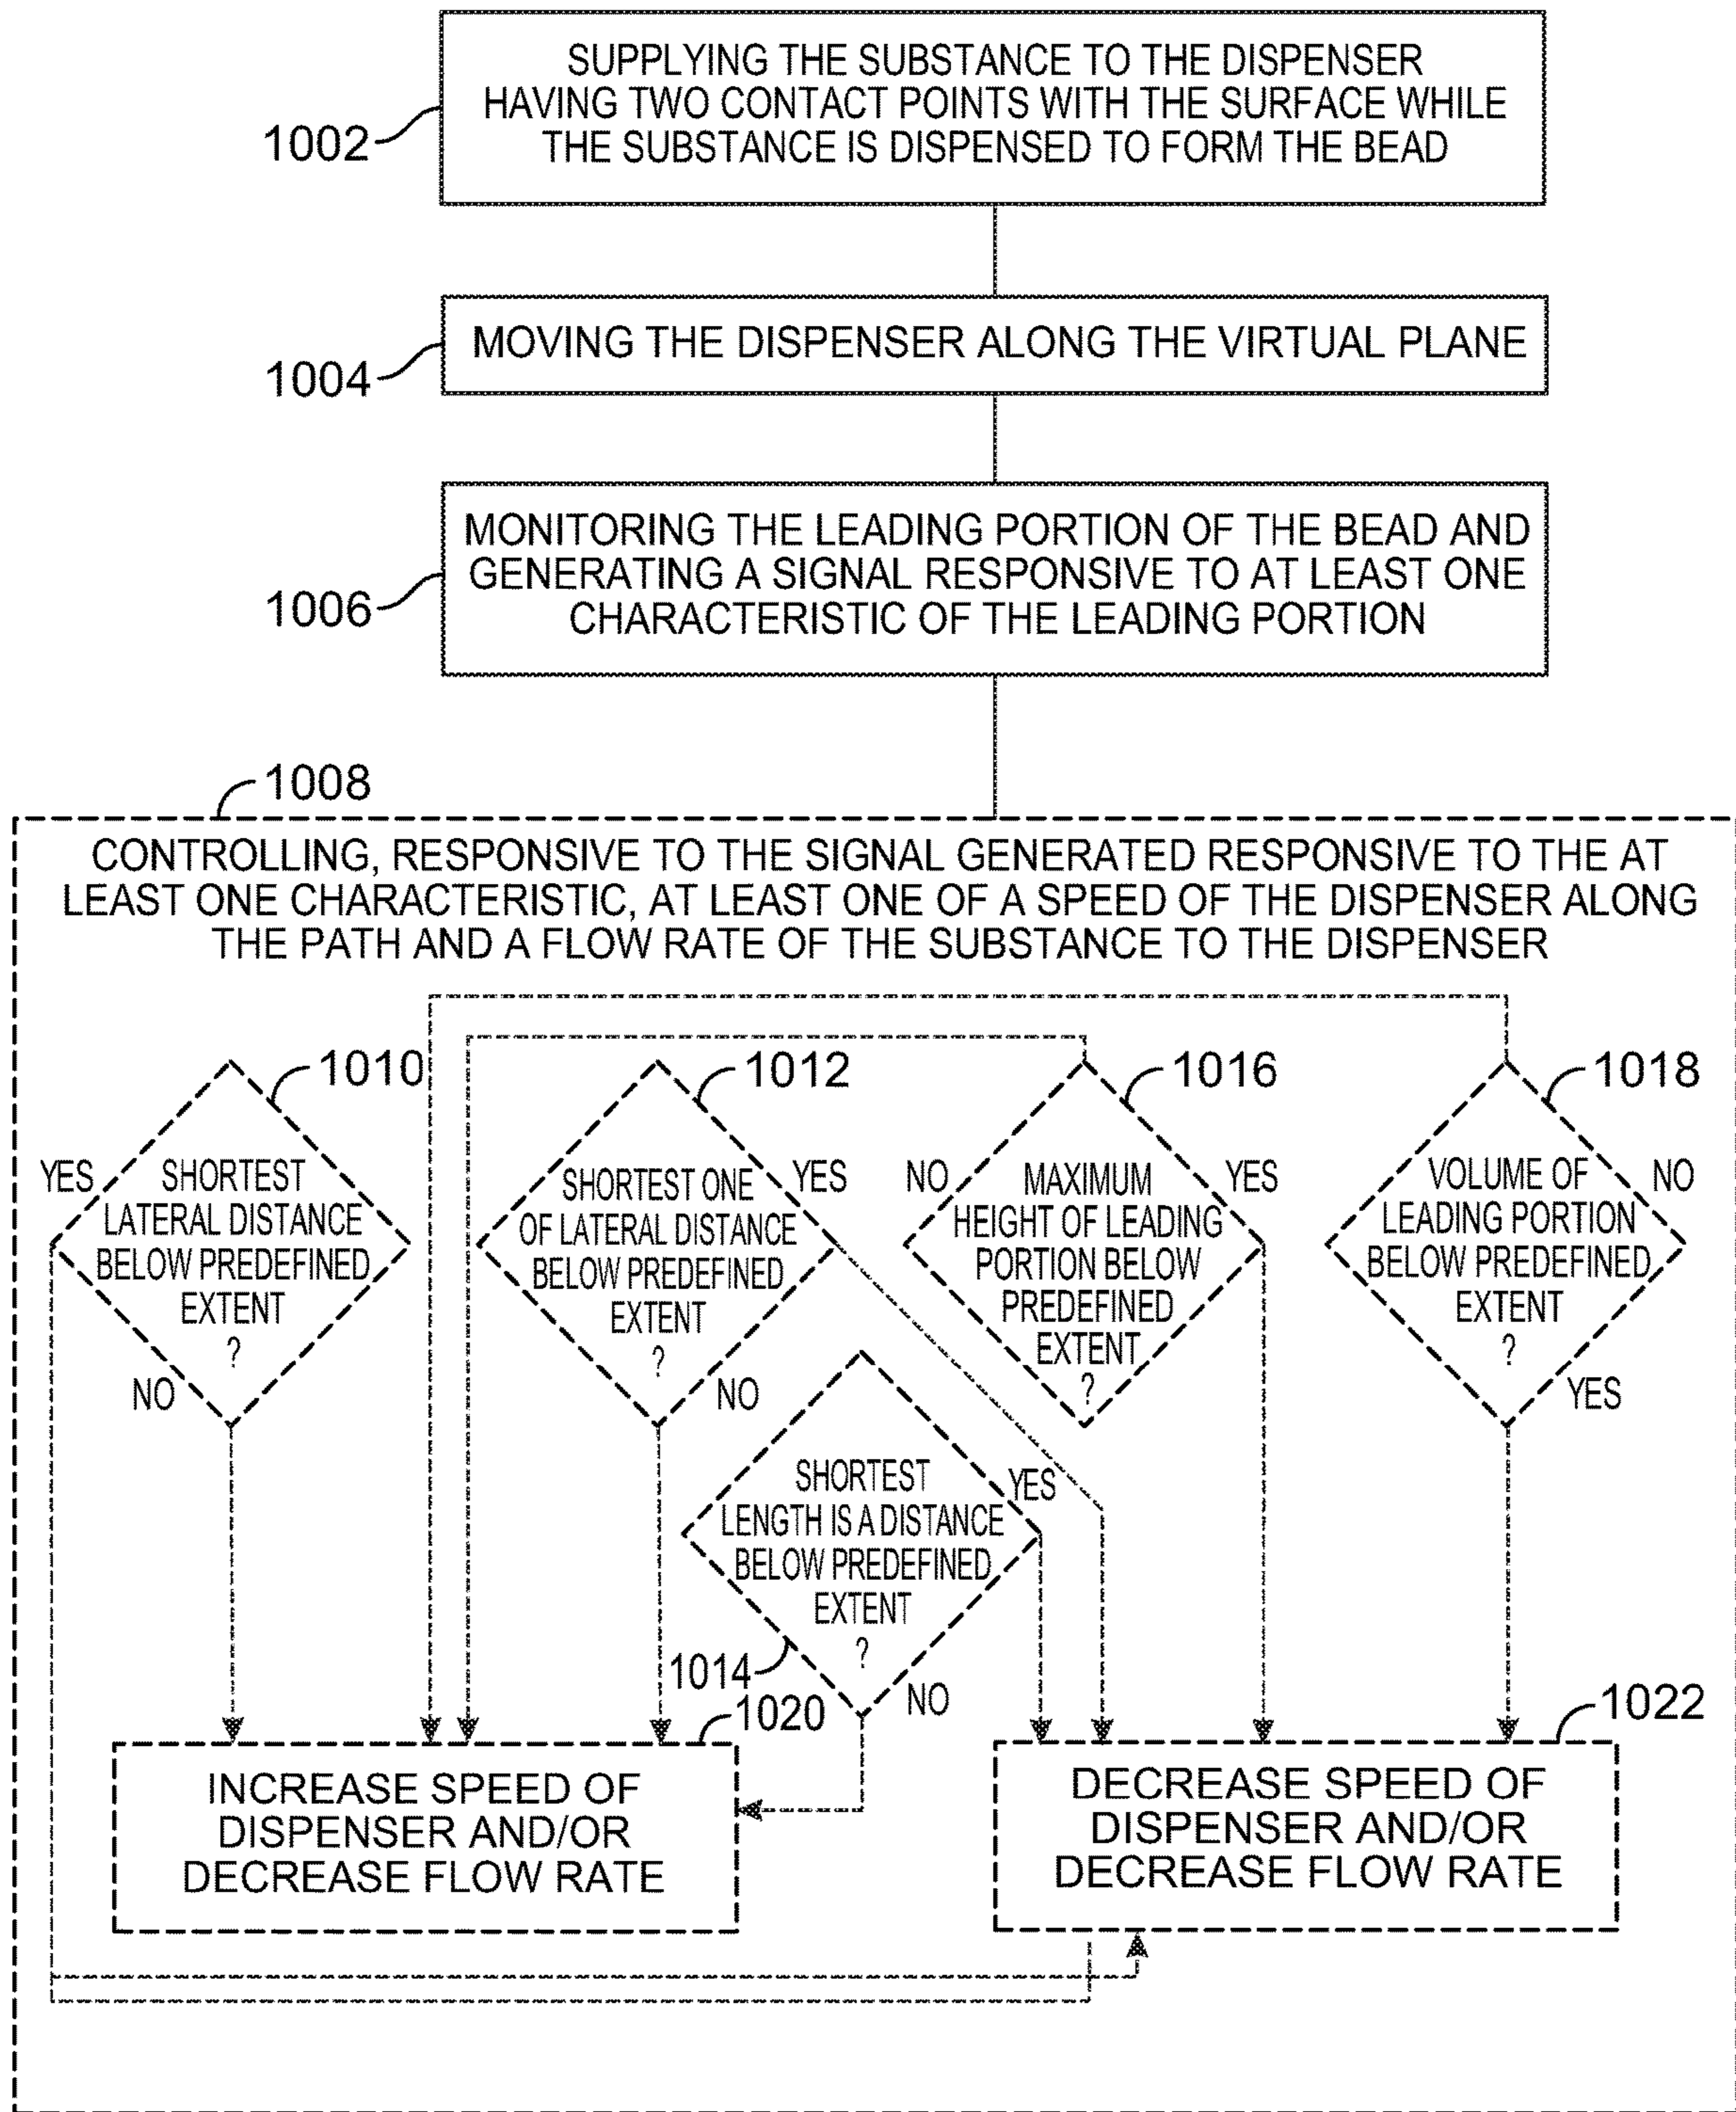 SUPPLYING THE SUBSTANCE TO THE DISPENSER
HAVING TWO CONTACT POINTS WITH THE SURFACE WHILE
THE SUBSTANCE IS DISPENSED TO FORM THE BEAD
1002
MOVING THE DISPENSER ALONG THE VIRTUAL PLANE
1004
MONITORING THE LEADING PORTION OF THE BEAD AND
GENERATING A SIGNAL RESPONSIVE TO AT LEAST ONE
CHARACTERISTIC OF THE LEADING PORTION
1006
1008
CONTROLLING, RESPONSIVE TO THE SIGNAL GENERATED RESPONSIVE TO THE AT
LEAST ONE CHARACTERISTIC, AT LEAST ONE OF A SPEED OF THE DISPENSER ALONG
THE PATH AND A FLOW RATE OF THE SUBSTANCE TO THE DISPENSER
1010
YES
SHORTEST
LATERAL DISTANCE
BELOW PREDEFINED
EXTENT
?
NO
1012
SHORTEST ONE
OF LATERAL DISTANCE
BELOW PREDEFINED
EXTENT
?
YES
NO
1016
NO
MAXIMUM
HEIGHT OF LEADING
PORTION BELOW
PREDEFINED
EXTENT
?
YES
1018
VOLUME OF
LEADING PORTION
BELOW PREDEFINED
EXTENT
?
NO
YES
SHORTEST
LENGTH IS A DISTANCE
BELOW PREDEFINED
EXTENT
?
YES
1014
NO
1020
INCREASE SPEED OF
DISPENSER AND/OR
DECREASE FLOW RATE
1022
DECREASE SPEED OF
DISPENSER AND/OR
DECREASE FLOW RATE